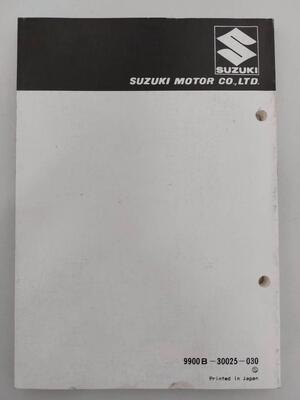 SUZUKI
SUZUKI MOTOR CO.,LTD.
9900B-30025-030
Printed in Japan